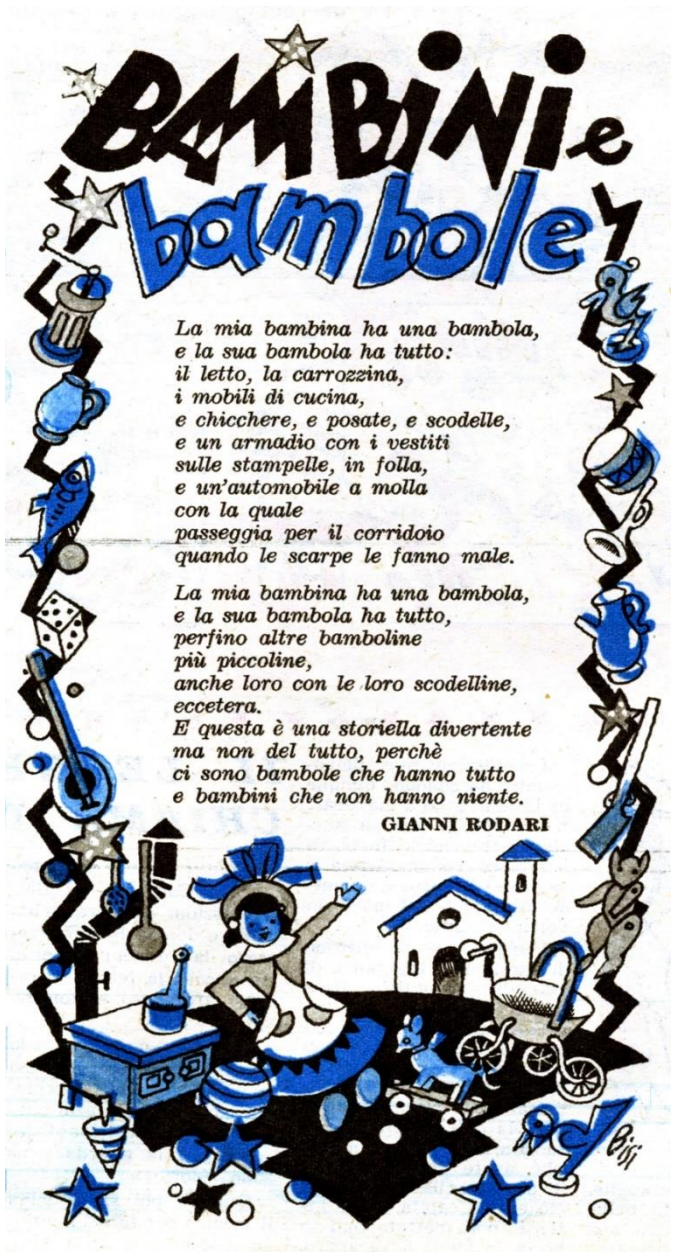 BAMBINI e
bambole
La mia bambina ha una bambola,
e la sua bambola ha tutto:
il letto, la carrozzina,
i mobili di cucina,
e chicchere, e posate, e scodelle,
e un armadio con i vestiti
sulle stampelle, in folla,
e un'automobile a molla
con la quale
passeggia per il corridoio
quando le scarpe le fanno male.
La mia bambina ha una bambola,
e la sua bambola ha tutto,
perfino altre bamboline
più piccoline,
anche loro con le loro scodelline,
eccetera.
E questa è una storiella divertente
ma non del tutto, perchè
ci sono bambole che hanno tutto
e bambini che non hanno niente.
GIANNI RODARI